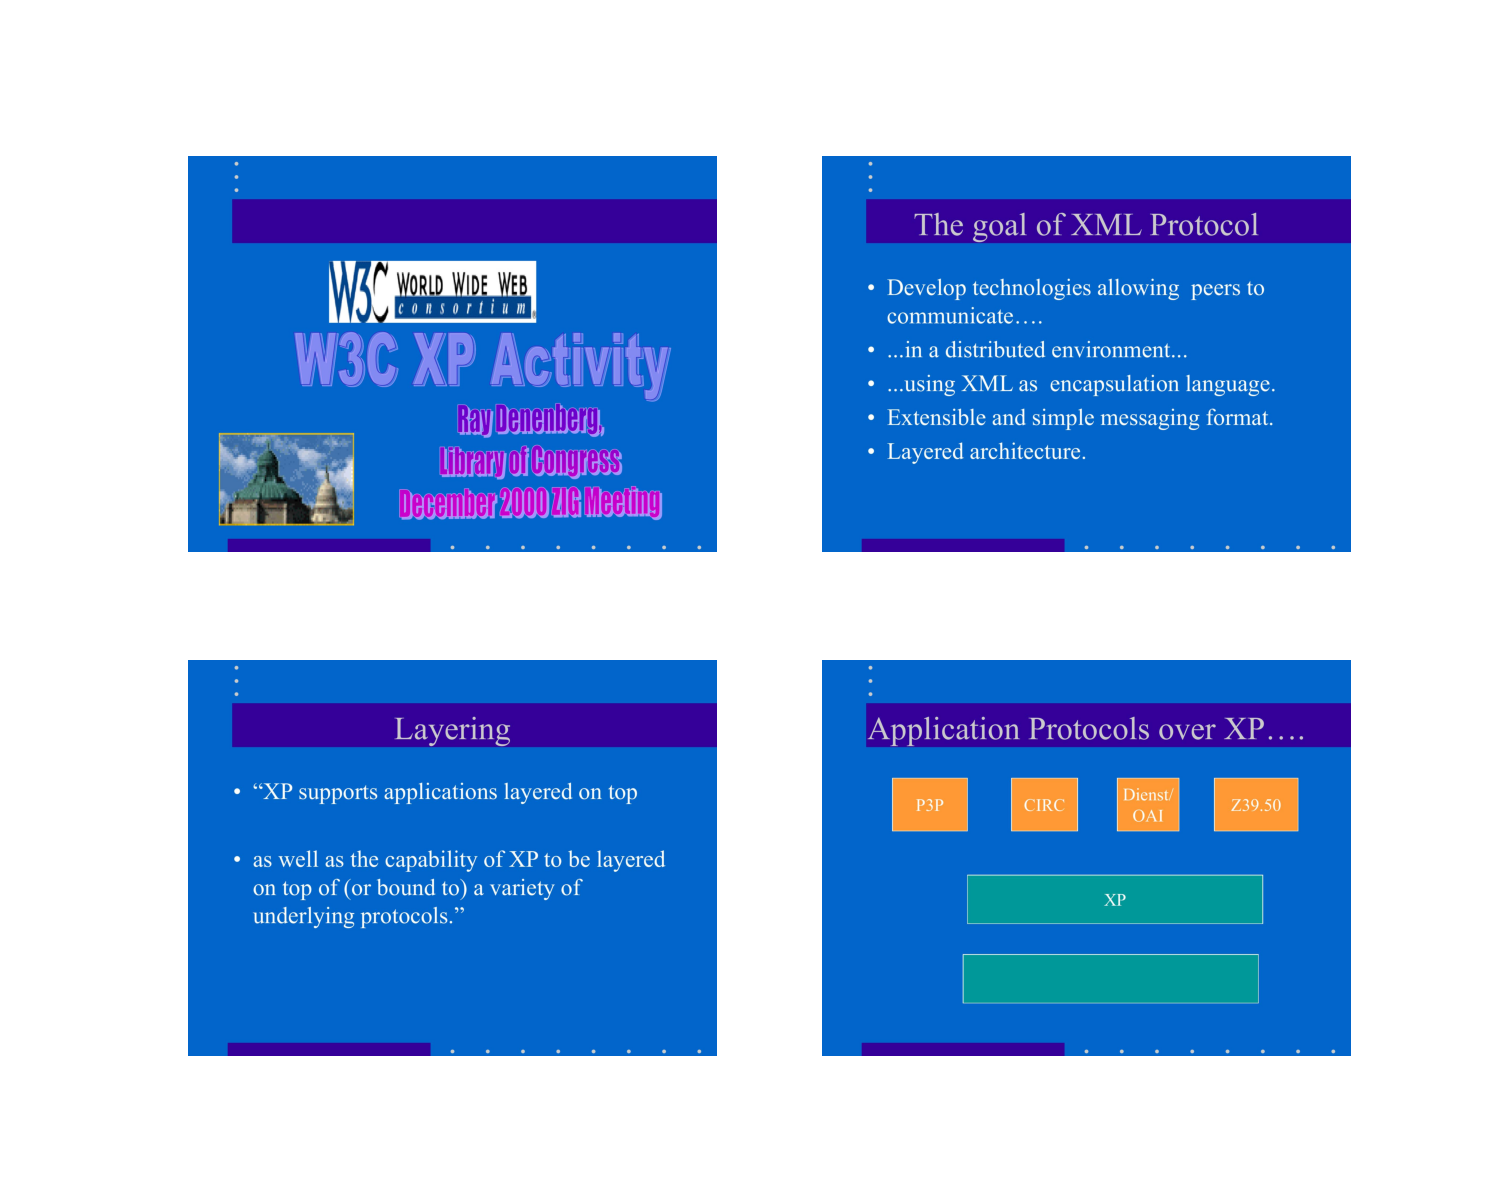 W3C WORLD WIDE WEB
consortium®
W3C XP Activity
Ray Denenberg,
Library of Congress
December 2000 ZIG Meeting
The goal of XML Protocol
• Develop technologies allowing peers to
communicate….
• ...in a distributed environment...
• ...using XML as encapsulation language.
• Extensible and simple messaging format.
• Layered architecture.
Layering
• “XP supports applications layered on top
• as well as the capability of XP to be layered
on top of (or bound to) a variety of
underlying protocols.”
Application Protocols over XP….
P3P
CIRC
Dienst/
OAI
Z39.50
XP